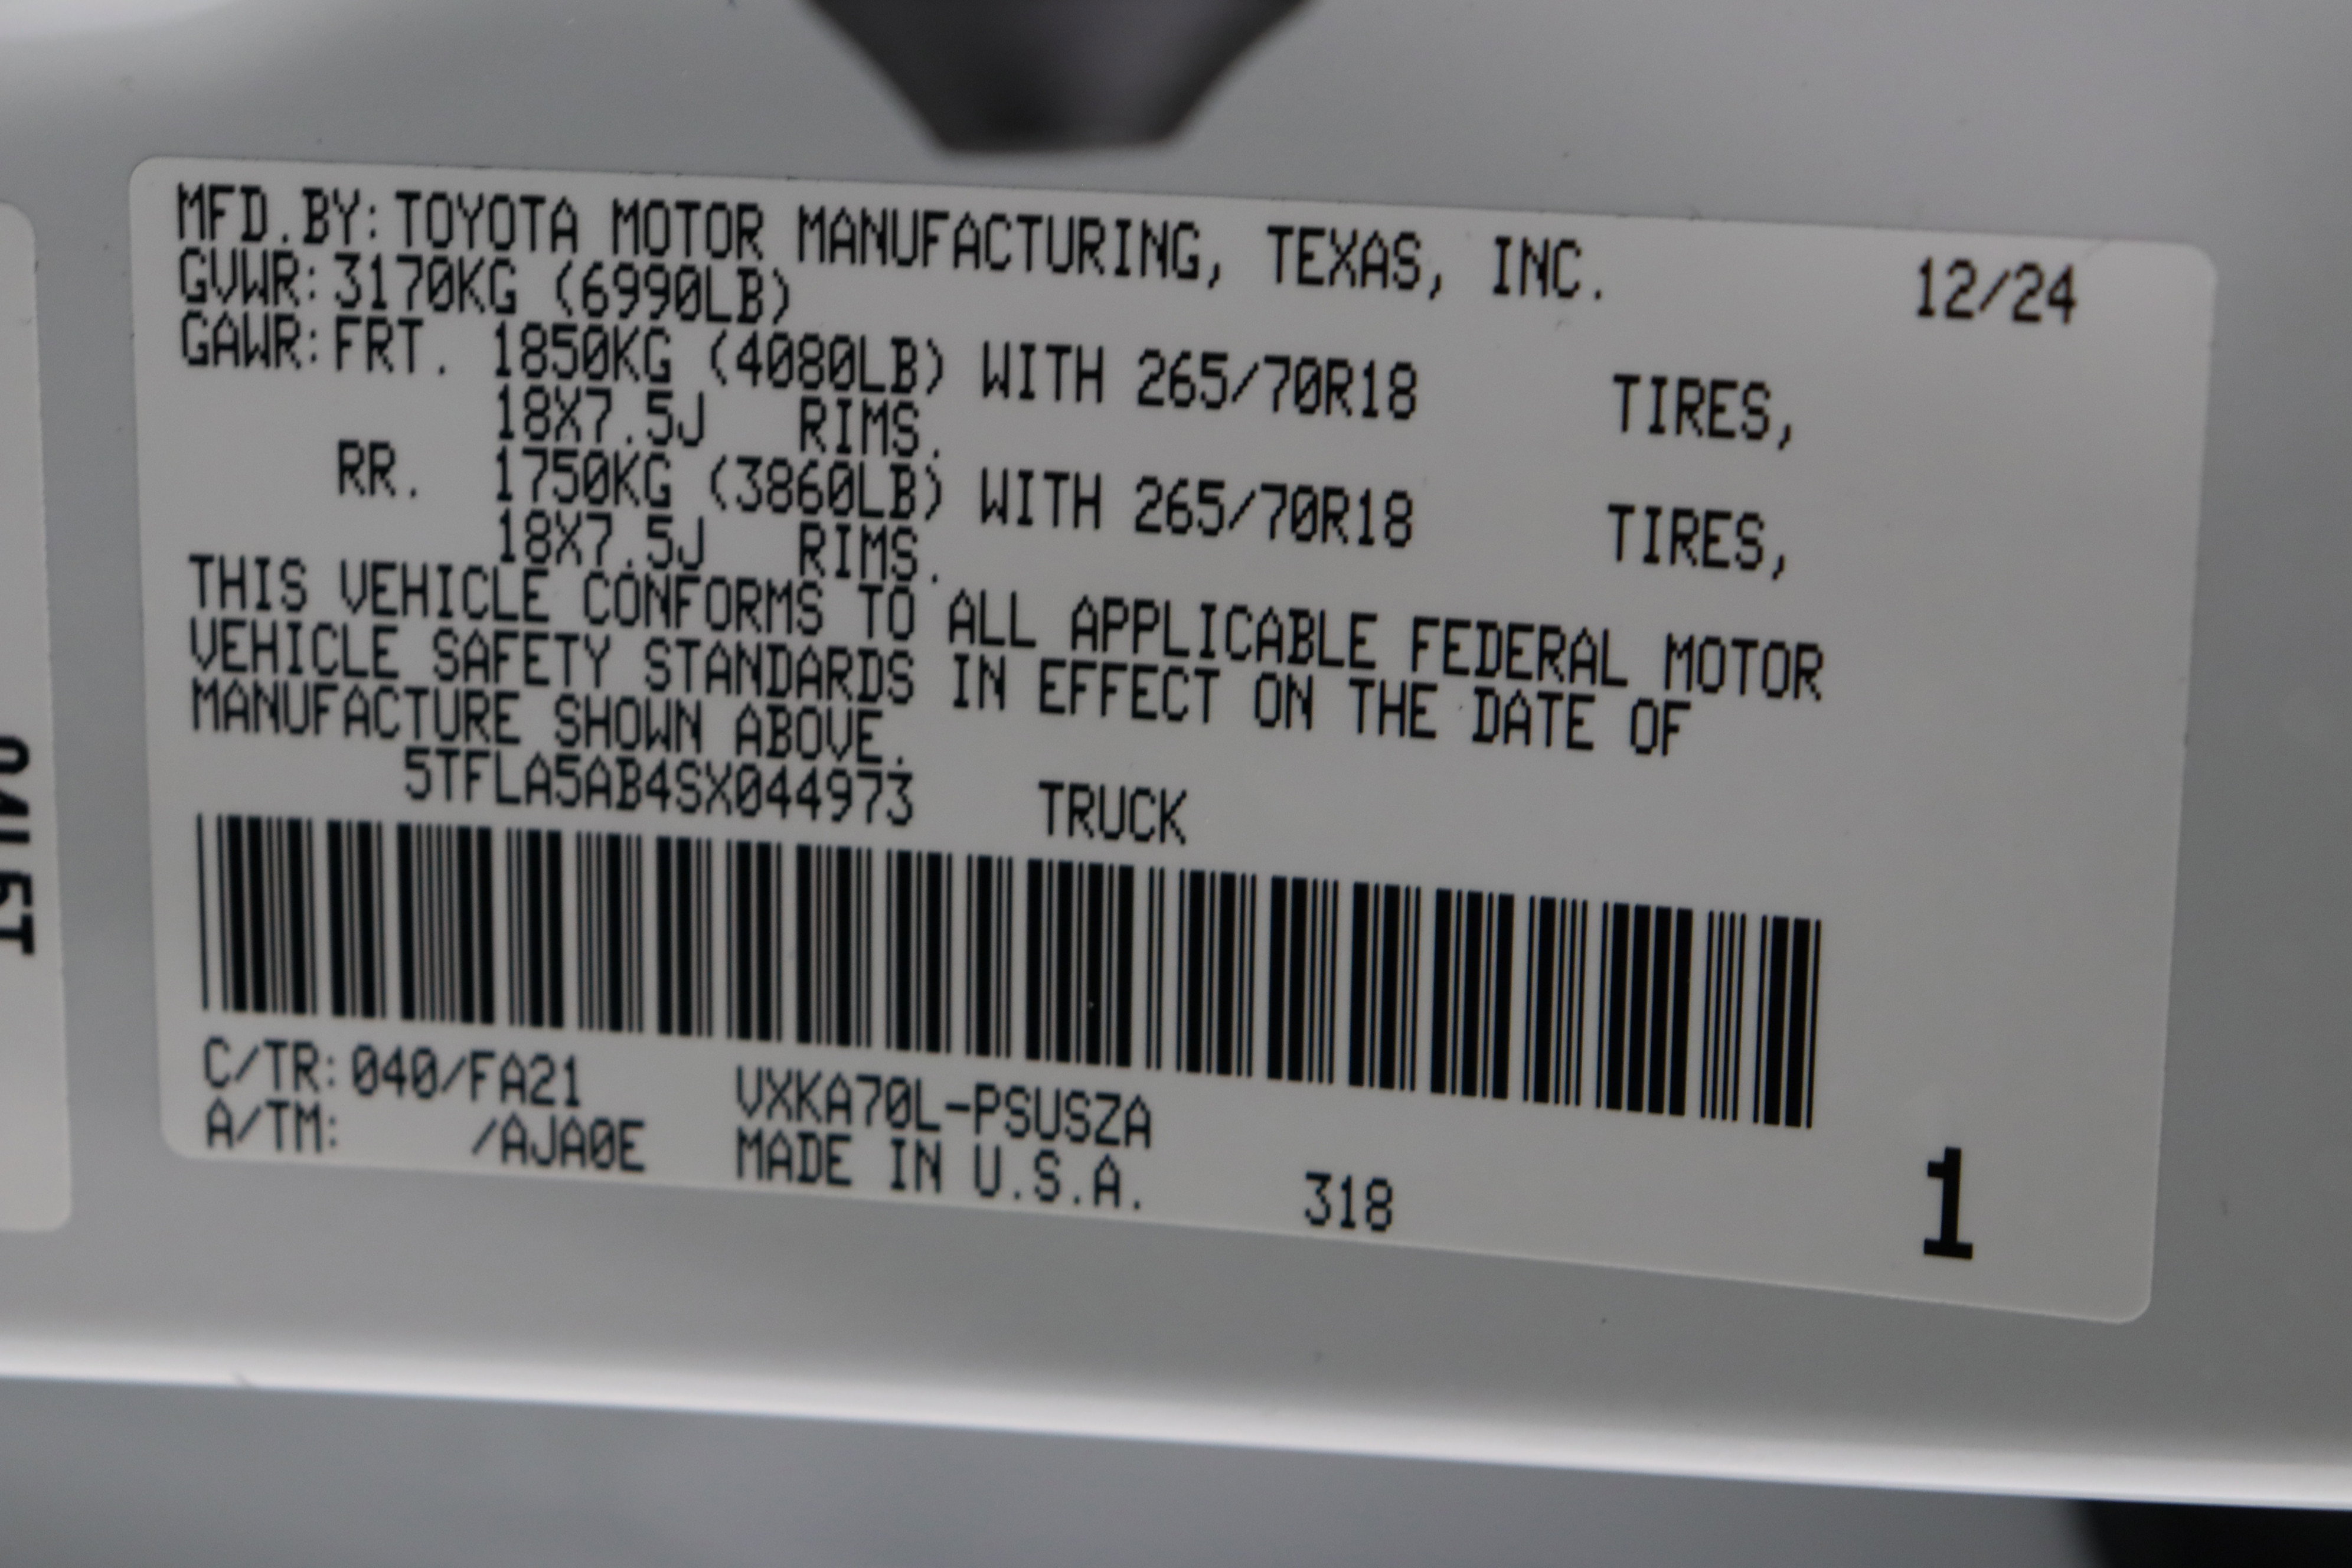 MFD.BY: TOYOTA MOTOR MANUFACTURING, TEXAS, INC. 12/24
GVWR: 3170KG (6990LB)
GAWR: FRT. 1850KG (4080LB) WITH 265/70R18 TIRES,
18X7.5J RIMS.
RR. 1750KG (3860LB) WITH 265/70R18 TIRES,
18X7.5J RIMS.
THIS VEHICLE CONFORMS TO ALL APPLICABLE FEDERAL MOTOR
VEHICLE SAFETY STANDARDS IN EFFECT ON THE DATE OF
MANUFACTURE SHOWN ABOVE.
5TFLA5AB4SX044973 TRUCK
C/TR: 040/FA21 VXKA70L-PSUSZA
A/TM: /AJA0E MADE IN U.S.A. 318
1